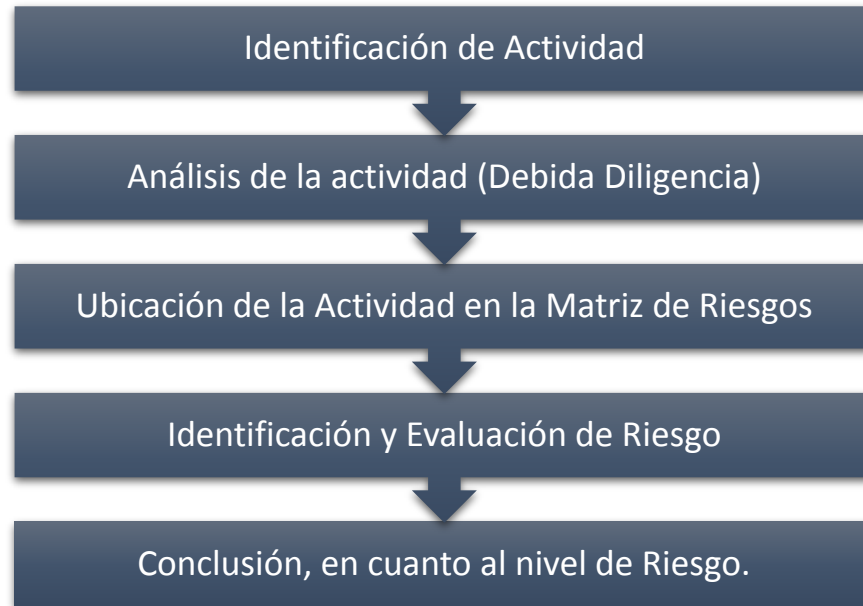 Identificación de Actividad
Análisis de la actividad (Debida Diligencia)
Ubicación de la Actividad en la Matriz de Riesgos
Identificación y Evaluación de Riesgo
Conclusión, en cuanto al nivel de Riesgo.